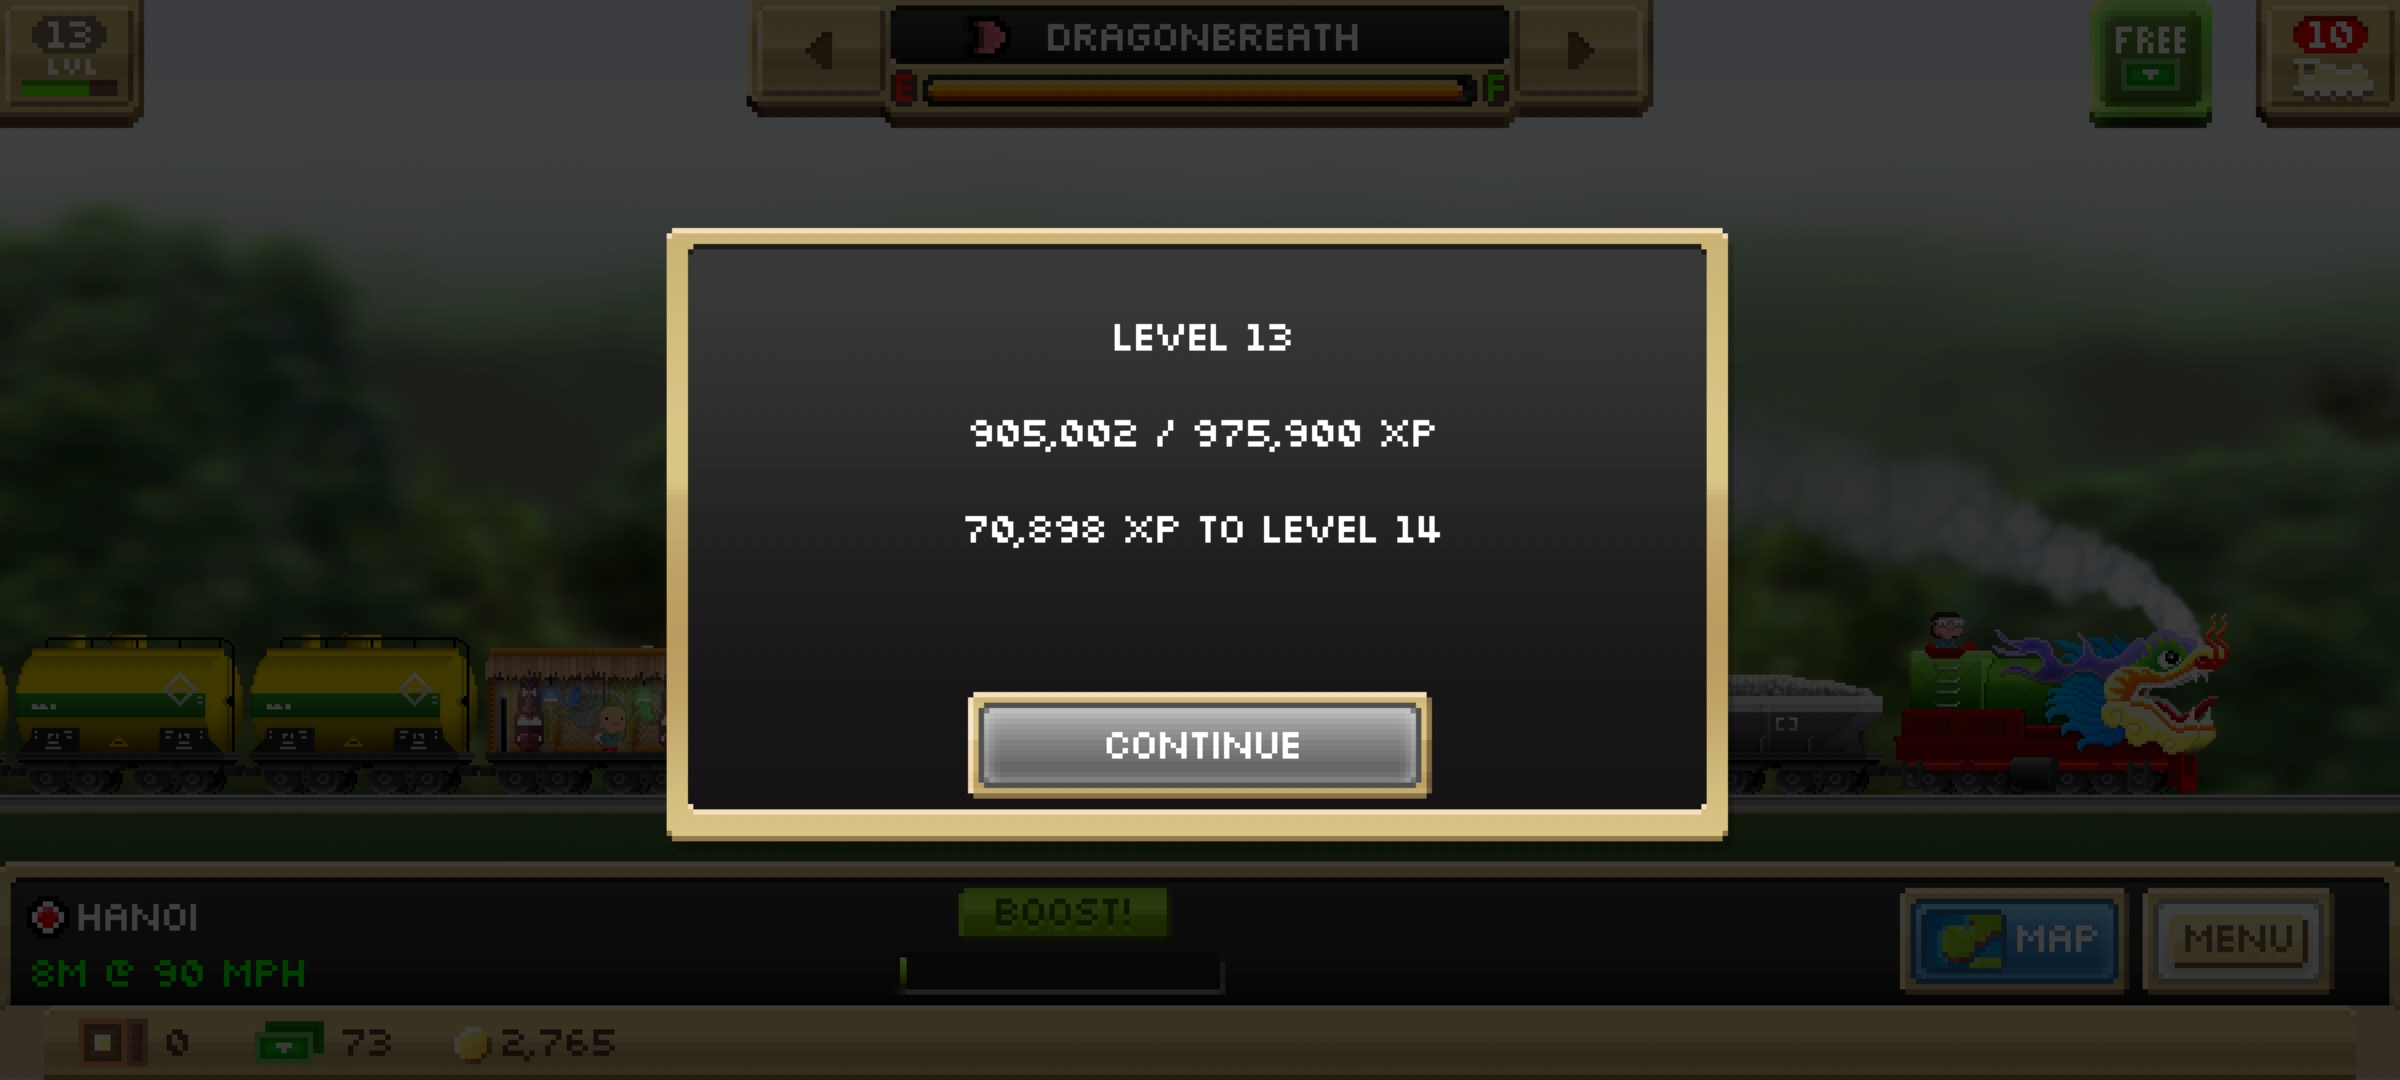 13
LVL
DRAGONBREATH
E F
FREE
10
LEVEL 13
905,002 / 975,900 XP
70,898 XP TO LEVEL 14
CONTINUE
HANOI
8M @ 90 MPH
BOOST!
MAP
MENU
0 73 2,765